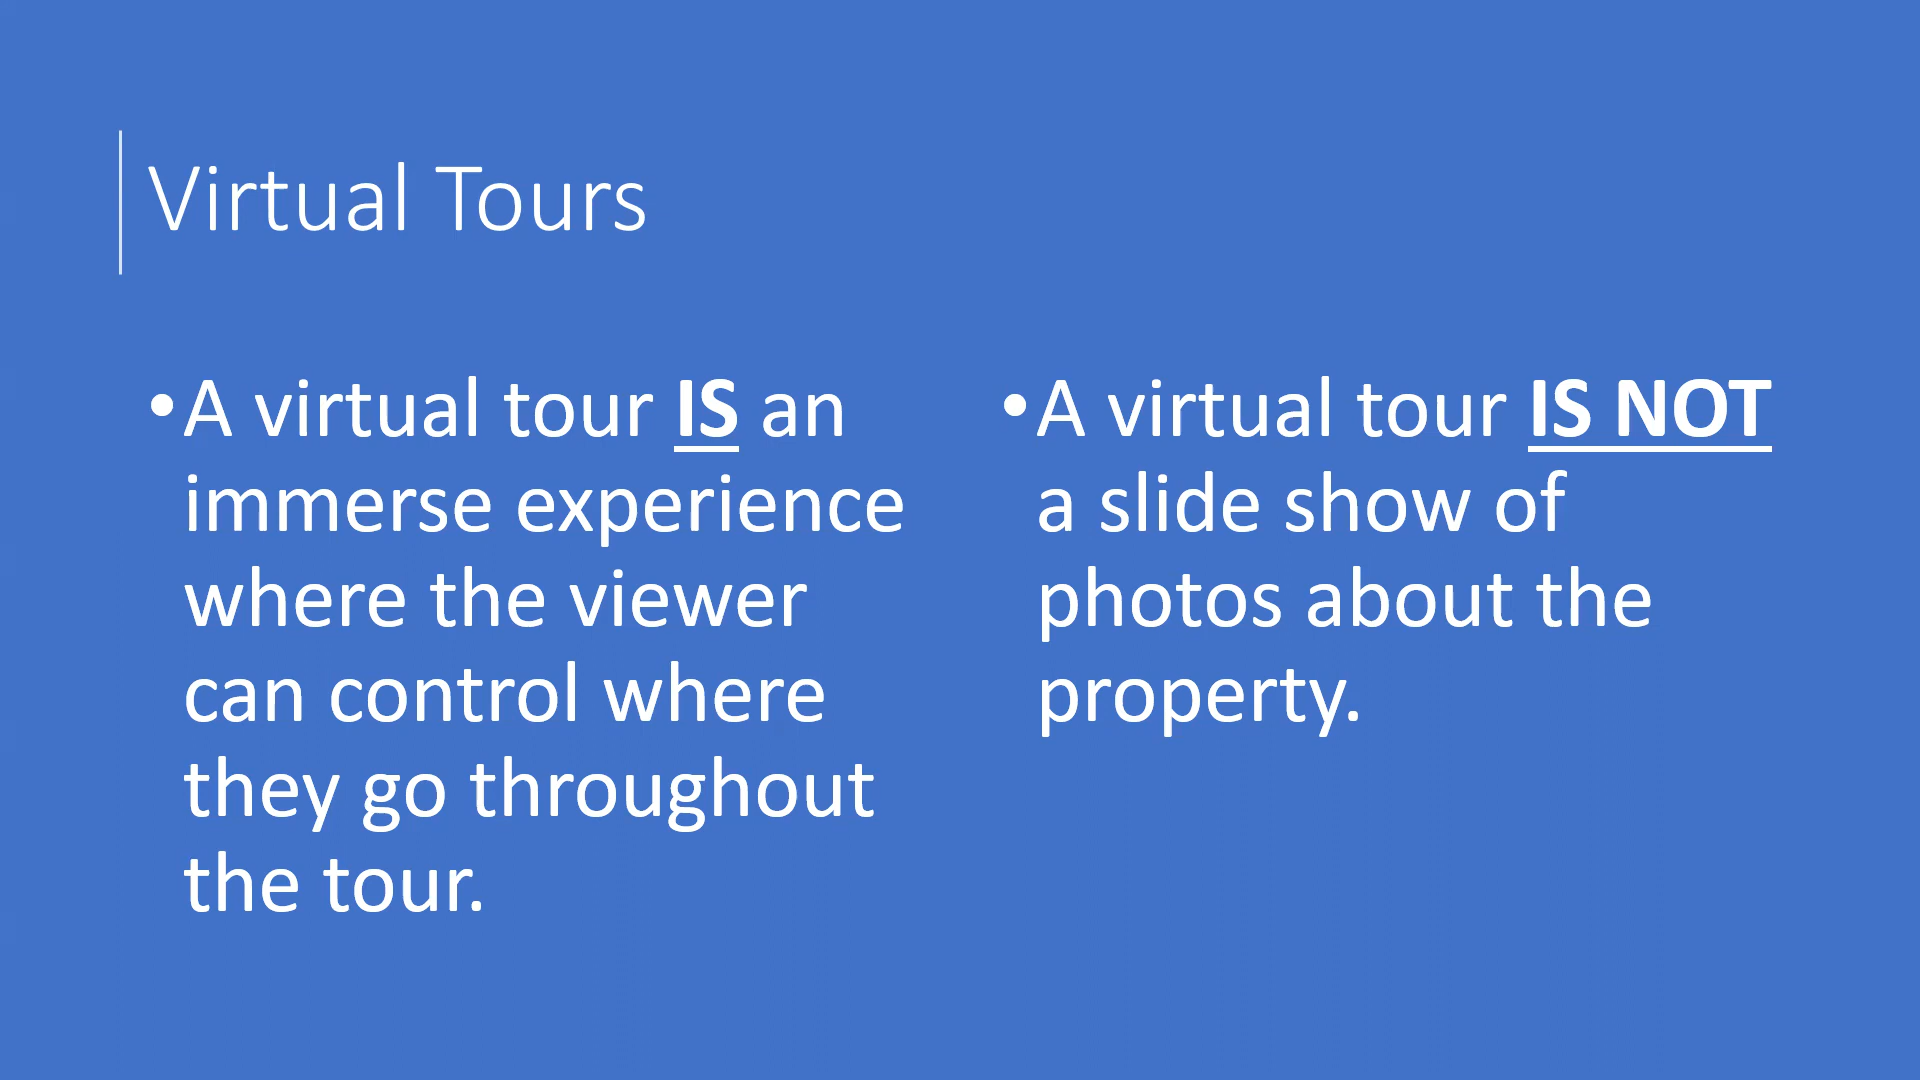 Virtual Tours
•A virtual tour IS an
immerse experience
where the viewer
can control where
they go throughout
the tour.
•A virtual tour IS NOT
a slide show of
photos about the
property.